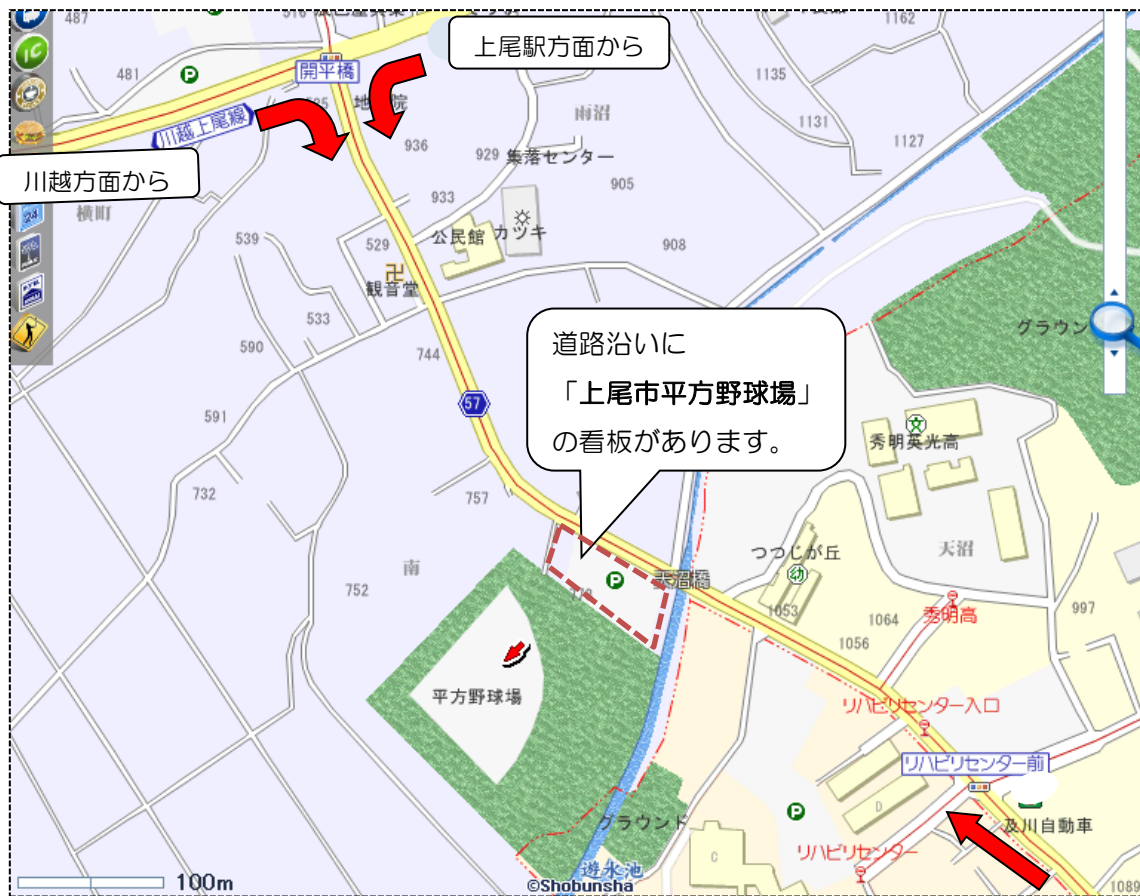 487
1162
上尾駅方面から
481
開平橋
1135
川越上尾線
雨沼
1131
936
1127
929 集落センター
川越方面から
905
933
横町
24
539
529
公民館
カツキ
908
観音堂
533
道路沿いに
「上尾市平方野球場」
の看板があります。
グラウン
590
744
57
591
秀明英光高
文
732
757
つつじが丘
幼
天沼
南
752
天沼橋
1053
1064
秀明高
997
1056
平方野球場
リハビリセンター入口
リハビリセンター前
グラウンド
D
C
及川自動車
リハビリセンター
遊水池
100m
©Shobunsha
1089